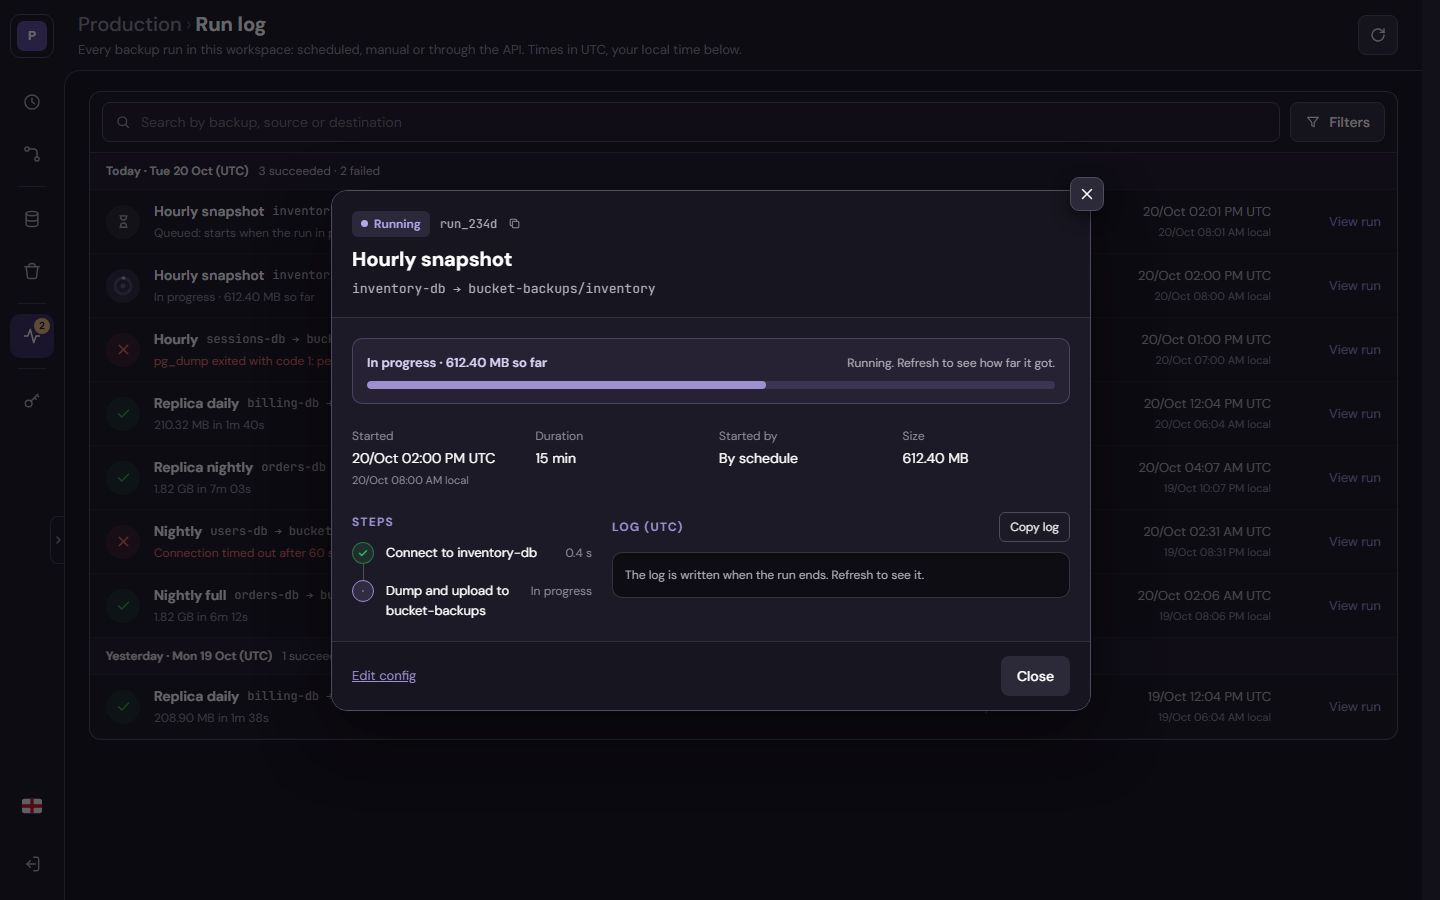 P
Production › Run log
Every backup run in this workspace: scheduled, manual or through the API. Times in UTC, your local time below.
Search by backup, source or destination
Filters
Today · Tue 20 Oct (UTC) 3 succeeded · 2 failed
Hourly snapshot
20/Oct 02:01 PM UTC
View run
Queued: starts when the run in
20/Oct 08:01 AM local
Hourly snapshot
20/Oct 02:00 PM UTC
View run
In progress · 612.40 MB so far
20/Oct 08:00 AM local
2
Hourly sessions-db →
20/Oct 01:00 PM UTC
View run
pg_dump exited with code 1:
20/Oct 07:00 AM local
Replica daily billing-db →
20/Oct 12:04 PM UTC
View run
210.32 MB in 1m 40s
20/Oct 06:04 AM local
Replica nightly orders-db
20/Oct 04:07 AM UTC
View run
1.82 GB in 7m 03s
19/Oct 10:07 PM local
Nightly users-db →
20/Oct 02:31 AM UTC
View run
Connection timed out after 60
19/Oct 08:31 PM local
Nightly full orders-db →
20/Oct 02:06 AM UTC
View run
1.82 GB in 6m 12s
19/Oct 08:06 PM local
Yesterday · Mon 19 Oct (UTC) 1
Replica daily billing-db →
19/Oct 12:04 PM UTC
View run
208.90 MB in 1m 38s
19/Oct 06:04 AM local
Running run_234d
Hourly snapshot
inventory-db → bucket-backups/inventory
In progress · 612.40 MB so far
Running. Refresh to see how far it got.
Started
Duration
Started by
Size
20/Oct 02:00 PM UTC
15 min
By schedule
612.40 MB
20/Oct 08:00 AM local
STEPS
Connect to inventory-db 0.4 s
Dump and upload to In progress
bucket-backups
LOG (UTC)
Copy log
The log is written when the run ends. Refresh to see it.
Edit config
Close